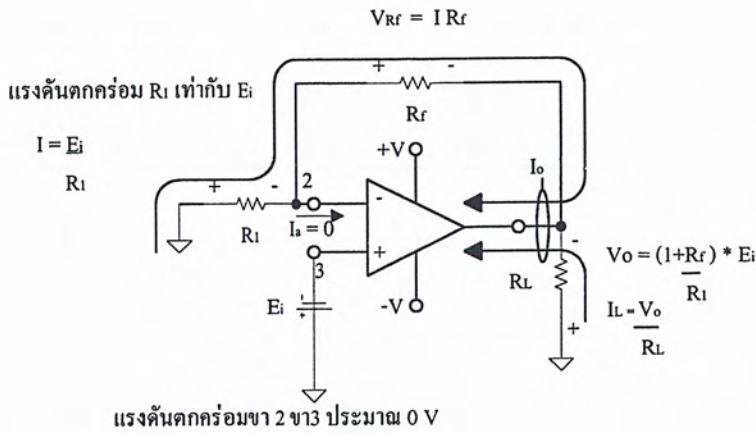 VRf = I Rf
+ -
แรงดันตกคร่อม R1 เท่ากับ Ei
Rf
I = Ei
R1
+V
Io
+ - 2
-
R1
Ia = 0
+
3
-
Vo = (1+Rf) * Ei
R1
RL
Ei
-
+
-V
IL = Vo
RL
+
แรงดันตกคร่อมขา 2 ขา3 ประมาณ 0 V